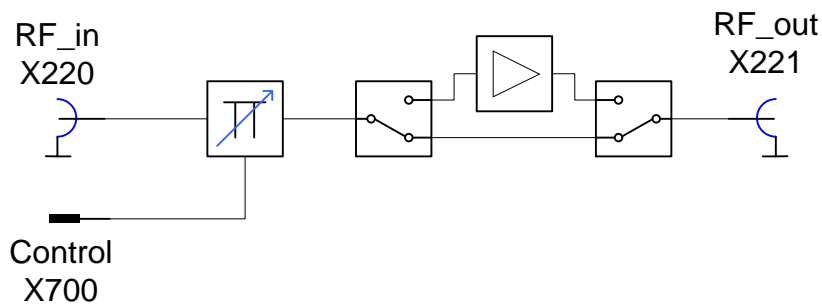 RF_in
X220
RF_out
X221
Control
X700